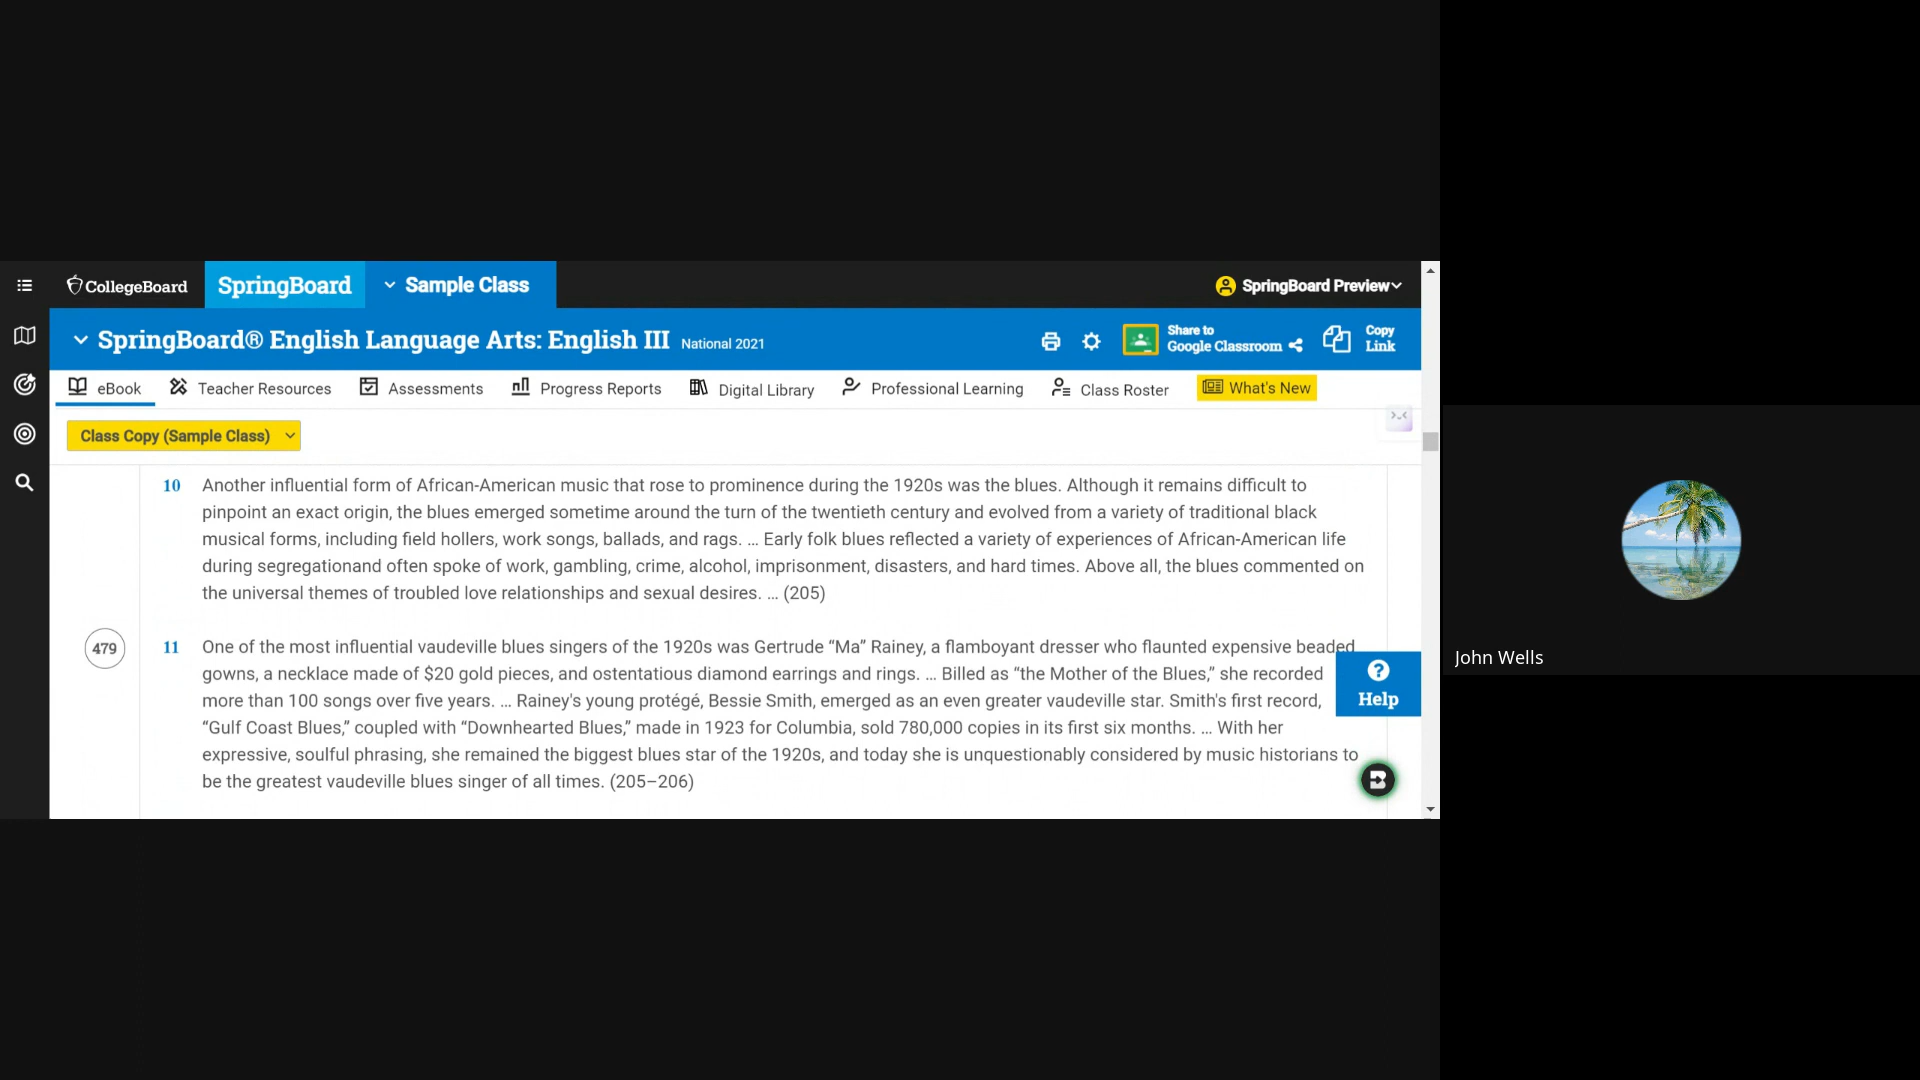 CollegeBoard
SpringBoard
Sample Class
SpringBoard Preview
SpringBoard® English Language Arts: English III National 2021
Share to
Google Classroom
Copy
Link
eBook
Teacher Resources
Assessments
Progress Reports
Digital Library
Professional Learning
Class Roster
What's New
Class Copy (Sample Class)
10 Another influential form of African-American music that rose to prominence during the 1920s was the blues. Although it remains difficult to
pinpoint an exact origin, the blues emerged sometime around the turn of the twentieth century and evolved from a variety of traditional black
musical forms, including field hollers, work songs, ballads, and rags. ... Early folk blues reflected a variety of experiences of African-American life
during segregationand often spoke of work, gambling, crime, alcohol, imprisonment, disasters, and hard times. Above all, the blues commented on
the universal themes of troubled love relationships and sexual desires. ... (205)
479
11 One of the most influential vaudeville blues singers of the 1920s was Gertrude “Ma” Rainey, a flamboyant dresser who flaunted expensive beaded
gowns, a necklace made of $20 gold pieces, and ostentatious diamond earrings and rings. ... Billed as “the Mother of the Blues,” she recorded
more than 100 songs over five years. ... Rainey's young protégé, Bessie Smith, emerged as an even greater vaudeville star. Smith's first record,
“Gulf Coast Blues,” coupled with “Downhearted Blues,” made in 1923 for Columbia, sold 780,000 copies in its first six months. ... With her
expressive, soulful phrasing, she remained the biggest blues star of the 1920s, and today she is unquestionably considered by music historians to
be the greatest vaudeville blues singer of all times. (205–206)
Help
John Wells